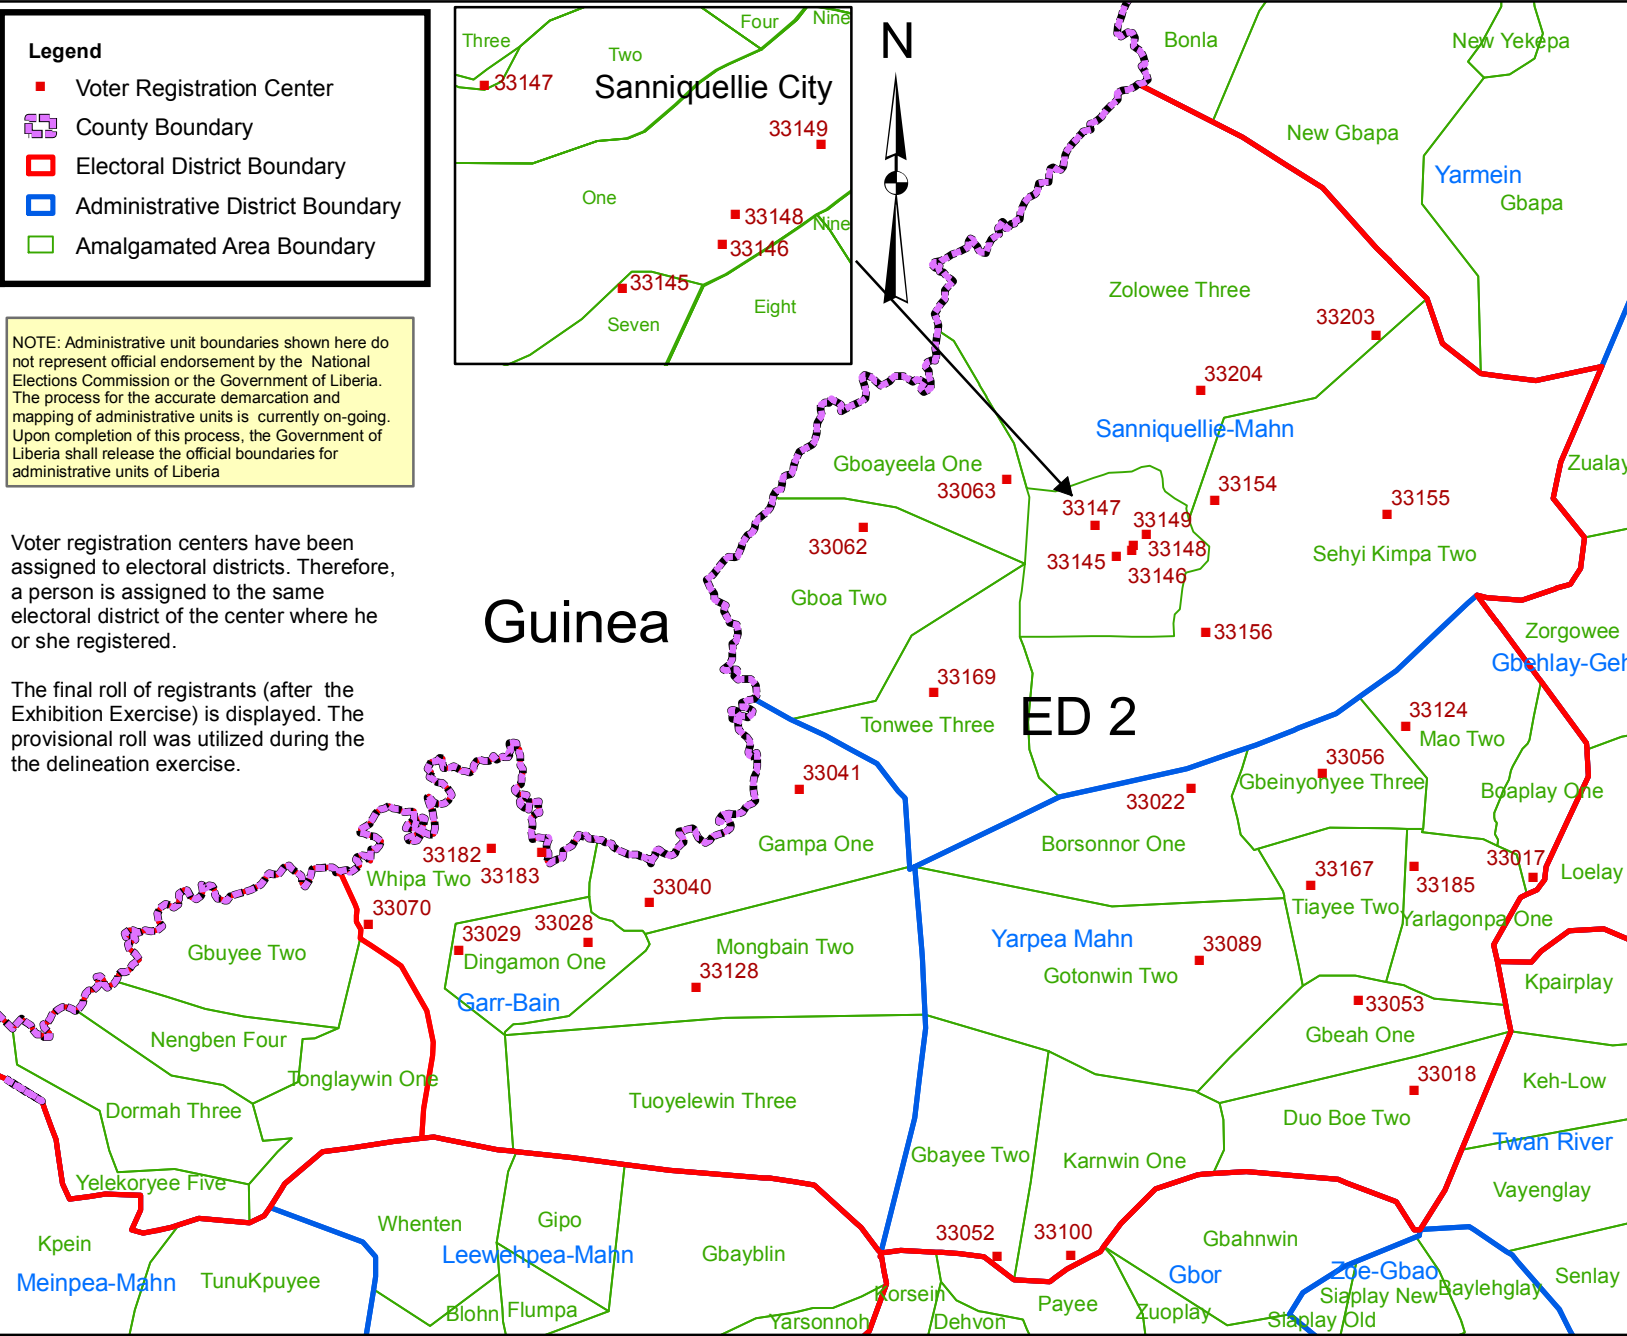 Legend
Voter Registration Center
County Boundary
Electoral District Boundary
Administrative District Boundary
Amalgamated Area Boundary
NOTE: Administrative unit boundaries shown here do
not represent official endorsement by the National
Elections Commission or the Government of Liberia.
The process for the accurate demarcation and
mapping of administrative units is currently on-going.
Upon completion of this process, the Government of
Liberia shall release the official boundaries for
administrative units of Liberia
Voter registration centers have been
assigned to electoral districts. Therefore,
a person is assigned to the same
electoral district of the center where he
or she registered.
The final roll of registrants (after the
Exhibition Exercise) is displayed. The
provisional roll was utilized during the
the delineation exercise.
Three
Two
Four
Nine
33147
Sanniquellie City
33149
One
33148
Nine
33146
33145
Seven
Eight
N
Bonla
New Yekepa
New Gbapa
Yarmein
Gbapa
Zolowee Three
33203
33204
Sanniquellie-Mahn
Gboayeela One
33063
Zualay
33154
33155
33147
33149
33062
33145
33148
33146
Sehyi Kimpa Two
Gboa Two
Guinea
33156
Zorgowee
Gbehlay-Geh
33169
Tonwee Three
ED 2
33124
Mao Two
33056
Gbeinyonyee Three
Boaplay One
33041
33022
Gampa One
Borsonnor One
33182
33183
Whipa Two
33017
Loelay
33167
33185
33040
33070
Tiayee Two
Yarlagonpa One
33029
33028
Gbuyee Two
Dingamon One
Mongbain Two
Yarpea Mahn
33089
Gotonwin Two
33128
Garr-Bain
Kpairplay
33053
Gbeah One
Nengben Four
Tonglaywin One
33018
Keh-Low
Dormah Three
Tuoyelewin Three
Duo Boe Two
Twan River
Gbayee Two
Karnwin One
Yelekoryee Five
Vayenglay
Whenten
Gipo
33052
33100
Gbahnwin
Kpein
Leewehpea-Mahn
Gbayblin
Meinpea-Mahn
TunuKpuyee
Gbor
Zoe-Gbao
Senlay
Baylehglay
Korsein
Siaplay New
Payee
Blohn
Flumpa
Zuoplay
Yarsonnoh
Dehvon
Siaplay Old